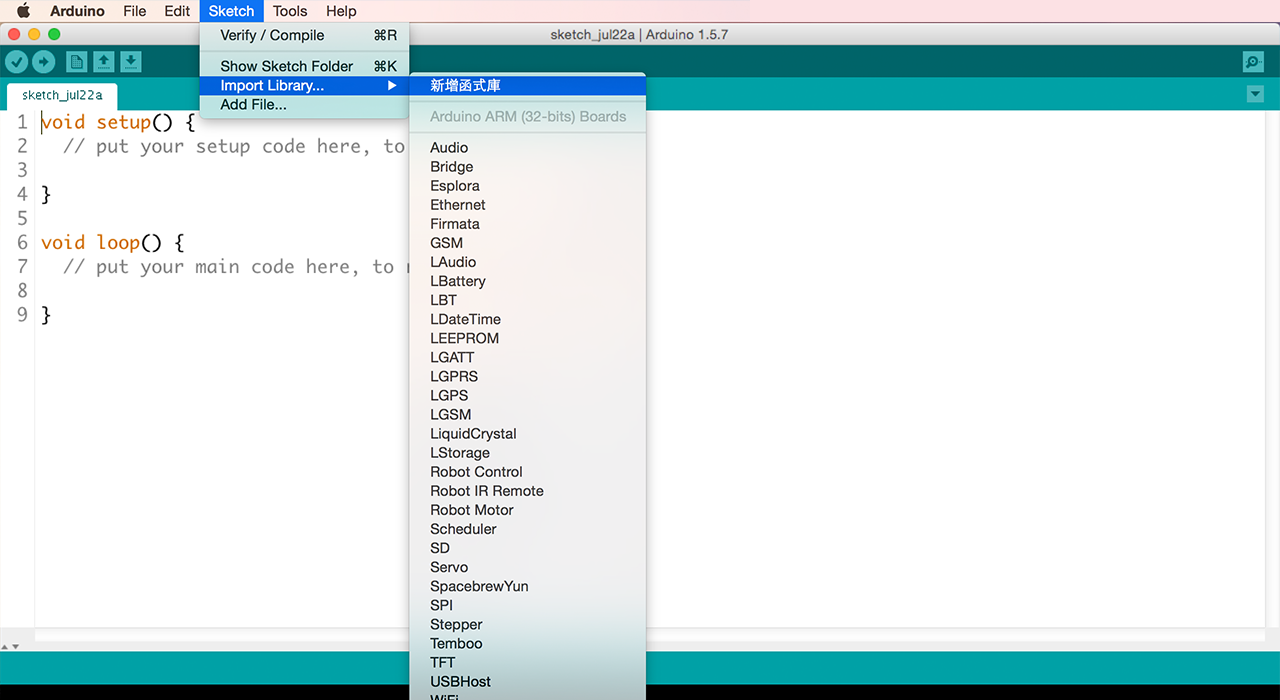 Arduino File Edit Sketch Tools Help
sketch_jul22a | Arduino 1.5.7
Verify / Compile ⌘R
Show Sketch Folder ⌘K
Import Library... ▶
Add File...
新增函式庫
Arduino ARM (32-bits) Boards
Audio
Bridge
Esplora
Ethernet
Firmata
GSM
LAudio
LBattery
LBT
LDateTime
LEEPROM
LGATT
LGPRS
LGPS
LGSM
LiquidCrystal
LStorage
Robot Control
Robot IR Remote
Robot Motor
Scheduler
SD
Servo
SpacebrewYun
SPI
Stepper
Temboo
TFT
USBHost
WiFi
sketch_jul22a
1 void setup() {
2 // put your setup code here, to
3
4 }
5
6 void loop() {
7 // put your main code here, to
8
9 }